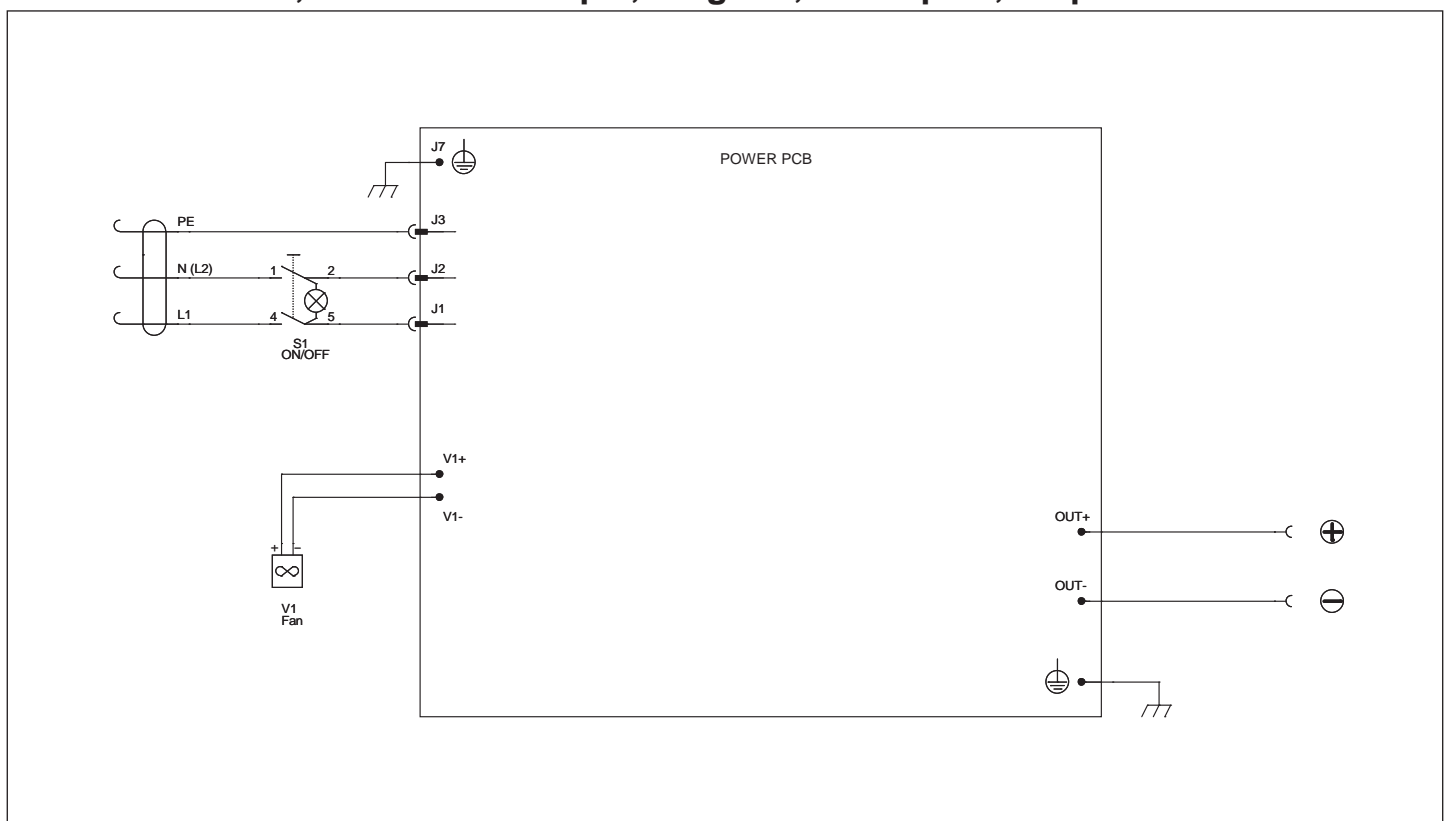 POWER PCB
J7
PE
J3
N (L2)
1
2
J2
L1
4
5
J1
S1
ON/OFF
V1+
V1-
+
–
V1
Fan
OUT+
OUT-